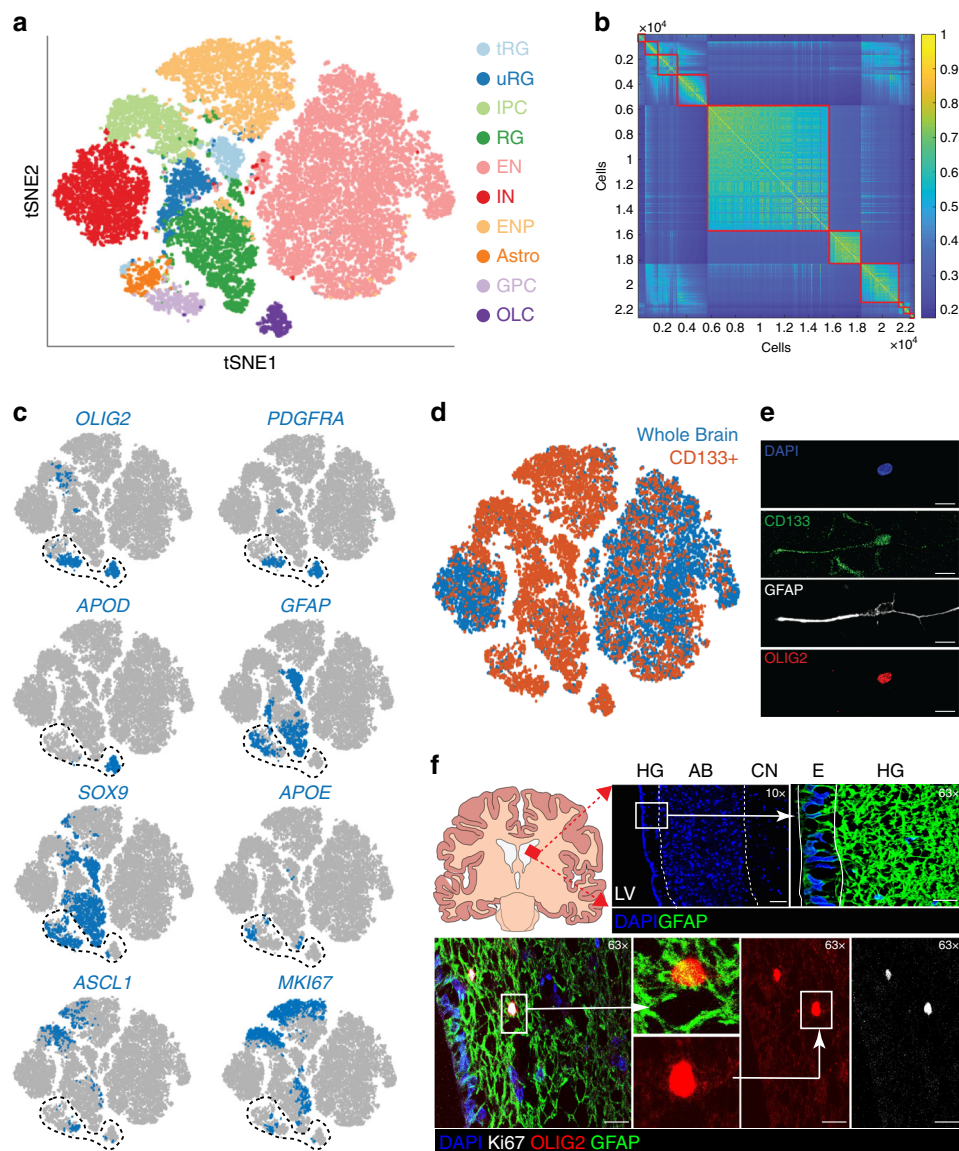 a
tSNE2
tSNE1
tRG
uRG
IPC
RG
EN
IN
ENP
Astro
GPC
OLC
b
×10⁴
0.2
0.4
0.6
0.8
1
1.2
1.4
1.6
1.8
2
2.2
Cells
0.2 0.4 0.6 0.8 1 1.2 1.4 1.6 1.8 2 2.2
Cells
×10⁴
1
0.9
0.8
0.7
0.6
0.5
0.4
0.3
0.2
c
OLIG2
PDGFRA
APOD
GFAP
SOX9
APOE
ASCL1
MKI67
d
Whole Brain
CD133+
e
DAPI
CD133
GFAP
OLIG2
f
HG AB CN E HG
10×
63×
LV
DAPIGFAP
63×
63×
63×
DAPI Ki67 OLIG2 GFAP